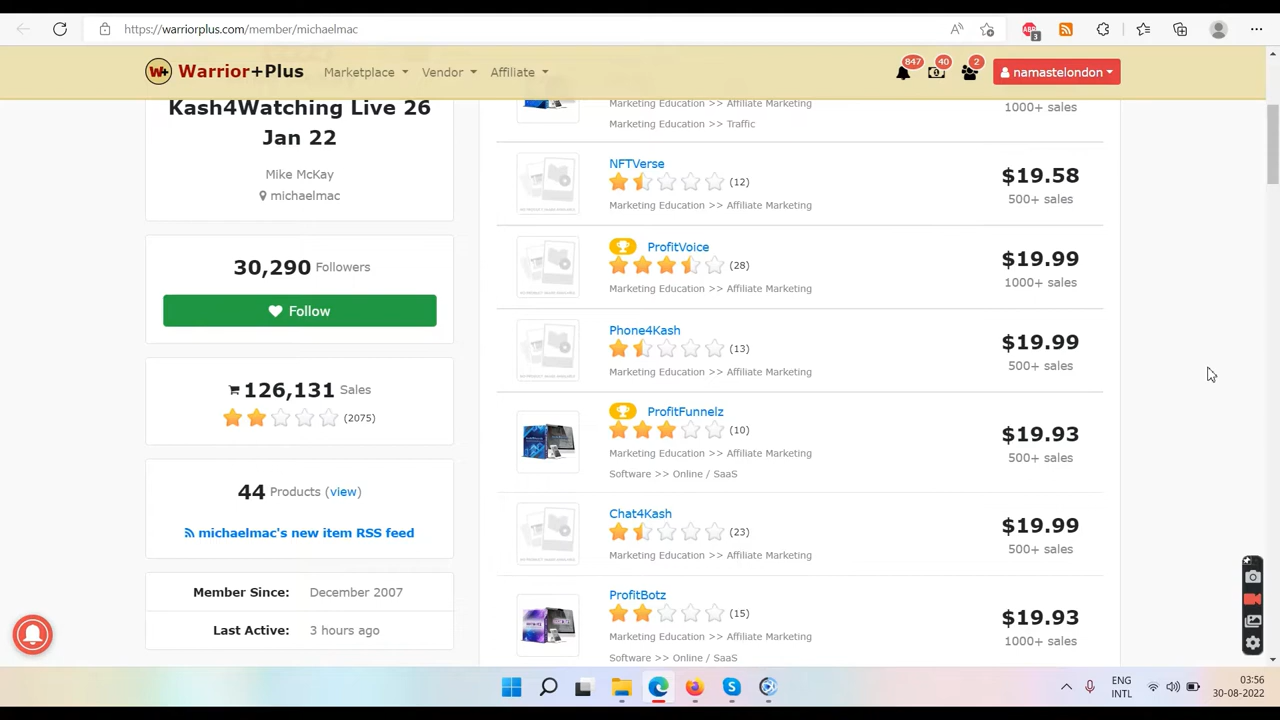 https://warriorplus.com/member/michaelmac
3
Warrior+Plus
Marketplace
Vendor
Affiliate
847
40
2
namastelondon
Kash4Watching Live 26
Jan 22
Mike McKay
michaelmac
30,290 Followers
Follow
126,131 Sales
(2075)
44 Products (view)
michaelmac's new item RSS feed
Member Since: December 2007
Last Active: 3 hours ago
Marketing Education >> Affiliate Marketing
Marketing Education >> Traffic
1000+ sales
NFTVerse
(12)
Marketing Education >> Affiliate Marketing
$19.58
500+ sales
ProfitVoice
(28)
Marketing Education >> Affiliate Marketing
$19.99
1000+ sales
Phone4Kash
(13)
Marketing Education >> Affiliate Marketing
$19.99
500+ sales
ProfitFunnelz
(10)
Marketing Education >> Affiliate Marketing
Software >> Online / SaaS
$19.93
500+ sales
Chat4Kash
(23)
Marketing Education >> Affiliate Marketing
$19.99
500+ sales
ProfitBotz
(15)
Marketing Education >> Affiliate Marketing
Software >> Online / SaaS
$19.93
1000+ sales
ENG
INTL
03:56
30-08-2022